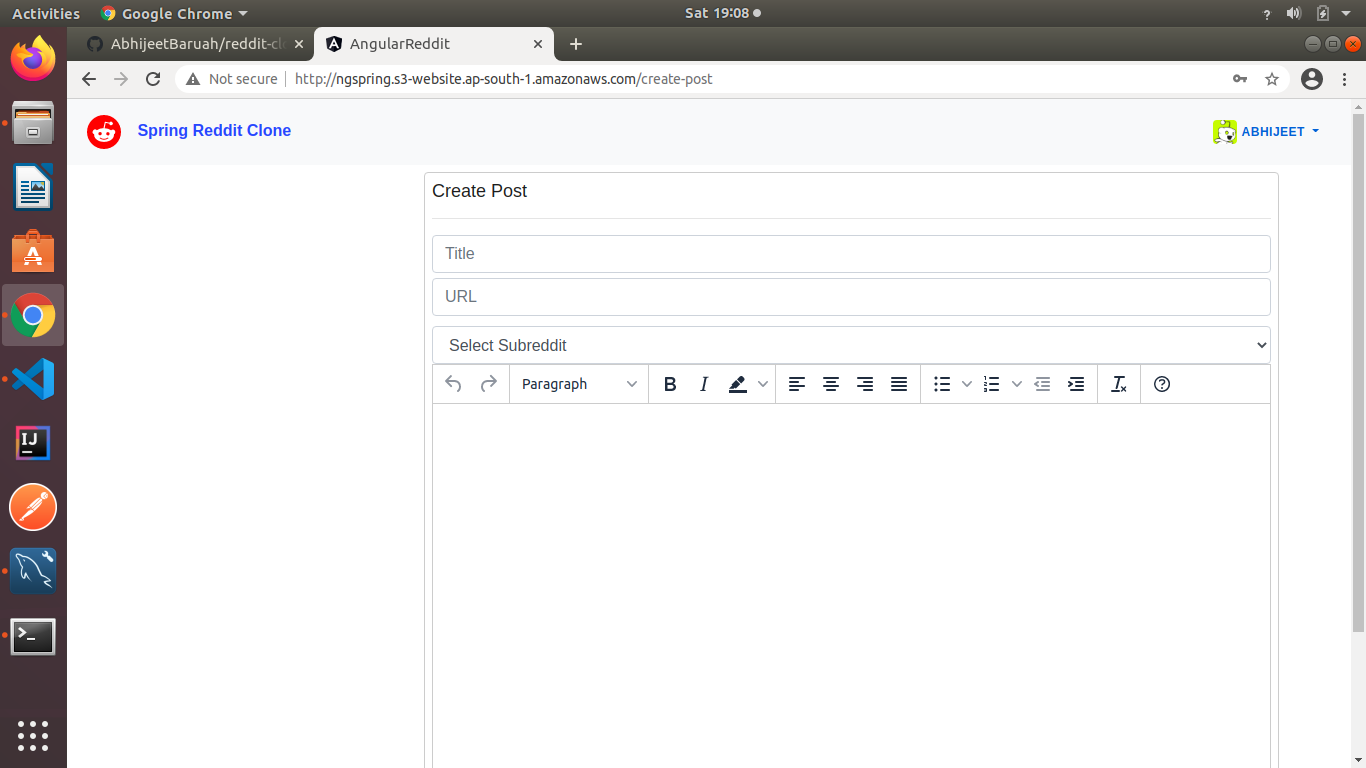 Activities
Google Chrome
Sat 19:08
?
AbhijeetBaruah/reddit-cl
AngularReddit
Not secure
http://ngspring.s3-website.ap-south-1.amazonaws.com/create-post
Spring Reddit Clone
ABHIJEET
Create Post
Title
URL
Select Subreddit
Paragraph
B
I
IJ